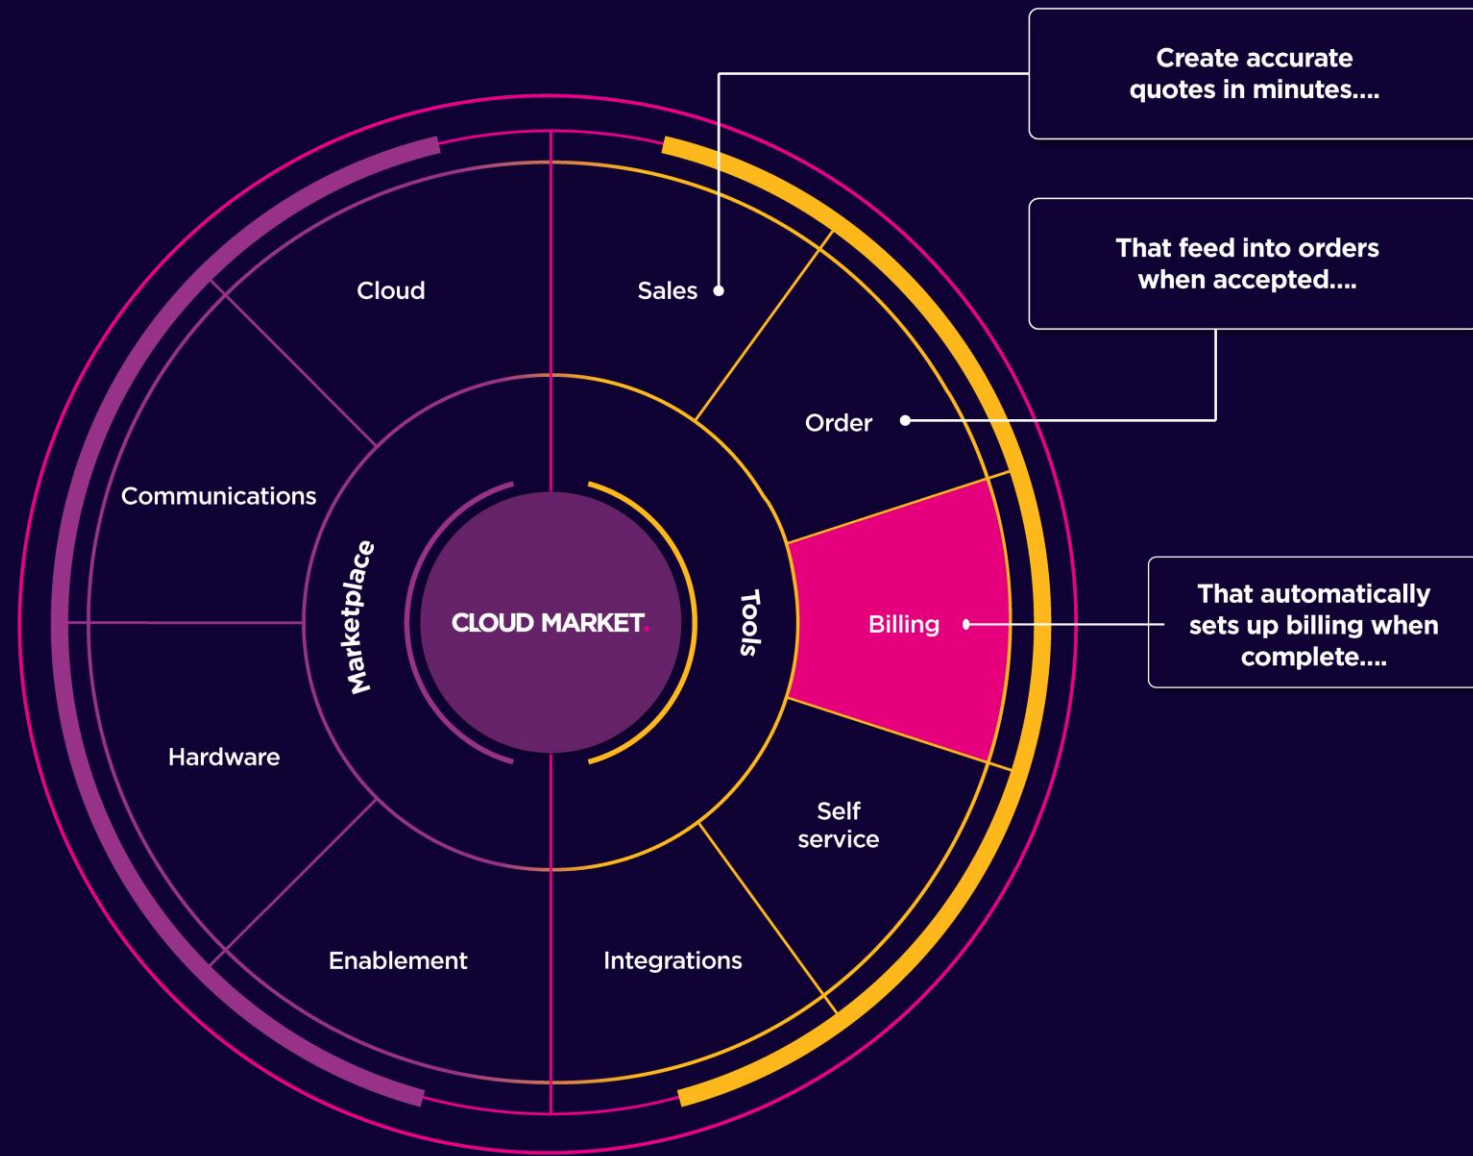 Create accurate
quotes in minutes....
That feed into orders
when accepted....
Cloud
Sales
Order
Communications
Marketplace
CLOUD MARKET.
Tools
Billing
That automatically
sets up billing when
complete....
Hardware
Self
service
Enablement
Integrations